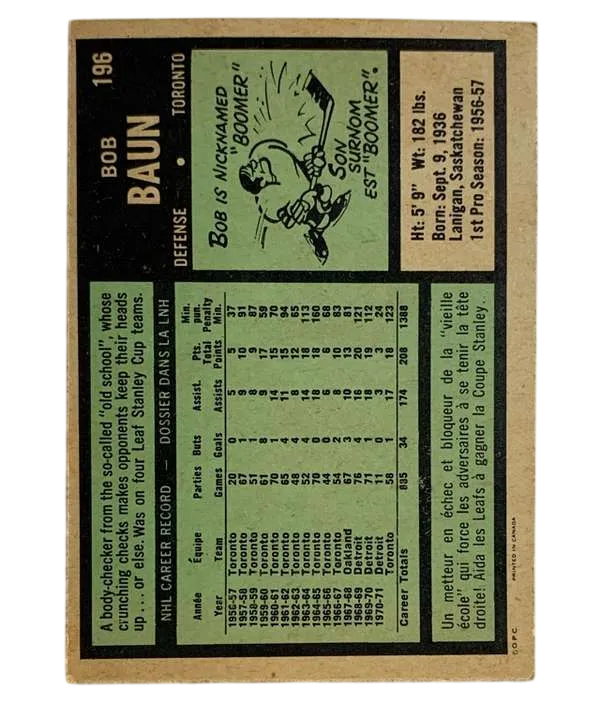 196
BOB
BAUN
DEFENSE • TORONTO
BOB IS NICKNAMED
"BOOMER"
SON
SURNOM
EST "BOOMER".
Ht: 5' 9" Wt: 182 lbs.
Born: Sept. 9, 1936
Lanigan, Saskatchewan
1st Pro Season: 1956-57
A body-checker from the so-called "old school", whose
crunching checks makes opponents keep their heads
up . . . or else. Was on four Leaf Stanley Cup teams.
NHL CAREER RECORD — DOSSIER DANS LA LNH
Année Équipe Parties Buts Assist. Pts. Min. pun.
Year Team Games Goals Assists Total Points Penalty Min.
1956-57 Toronto 20 0 5 5 37
1957-58 Toronto 67 1 9 10 91
1958-59 Toronto 51 1 8 9 87
1959-60 Toronto 61 8 9 17 59
1960-61 Toronto 70 1 14 15 70
1961-62 Toronto 65 4 11 15 94
1962-63 Toronto 48 4 8 12 65
1963-64 Toronto 52 4 14 18 113
1964-65 Toronto 70 0 18 18 160
1965-66 Toronto 44 0 6 6 68
1966-67 Toronto 54 2 8 10 83
1967-68 Oakland 67 3 10 13 81
1968-69 Detroit 76 4 16 20 121
1969-70 Detroit 71 1 18 19 112
1970-71 Detroit 11 0 3 3 24
Toronto 58 1 17 18 123
Career Totals 885 34 174 208 1388
Un metteur en échec et bloqueur de la "vieille
école" qui force les adversaires à se tenir la tête
droite! Aida les Leafs à gagner la Coupe Stanley.
O.P.C. PRINTED IN CANADA